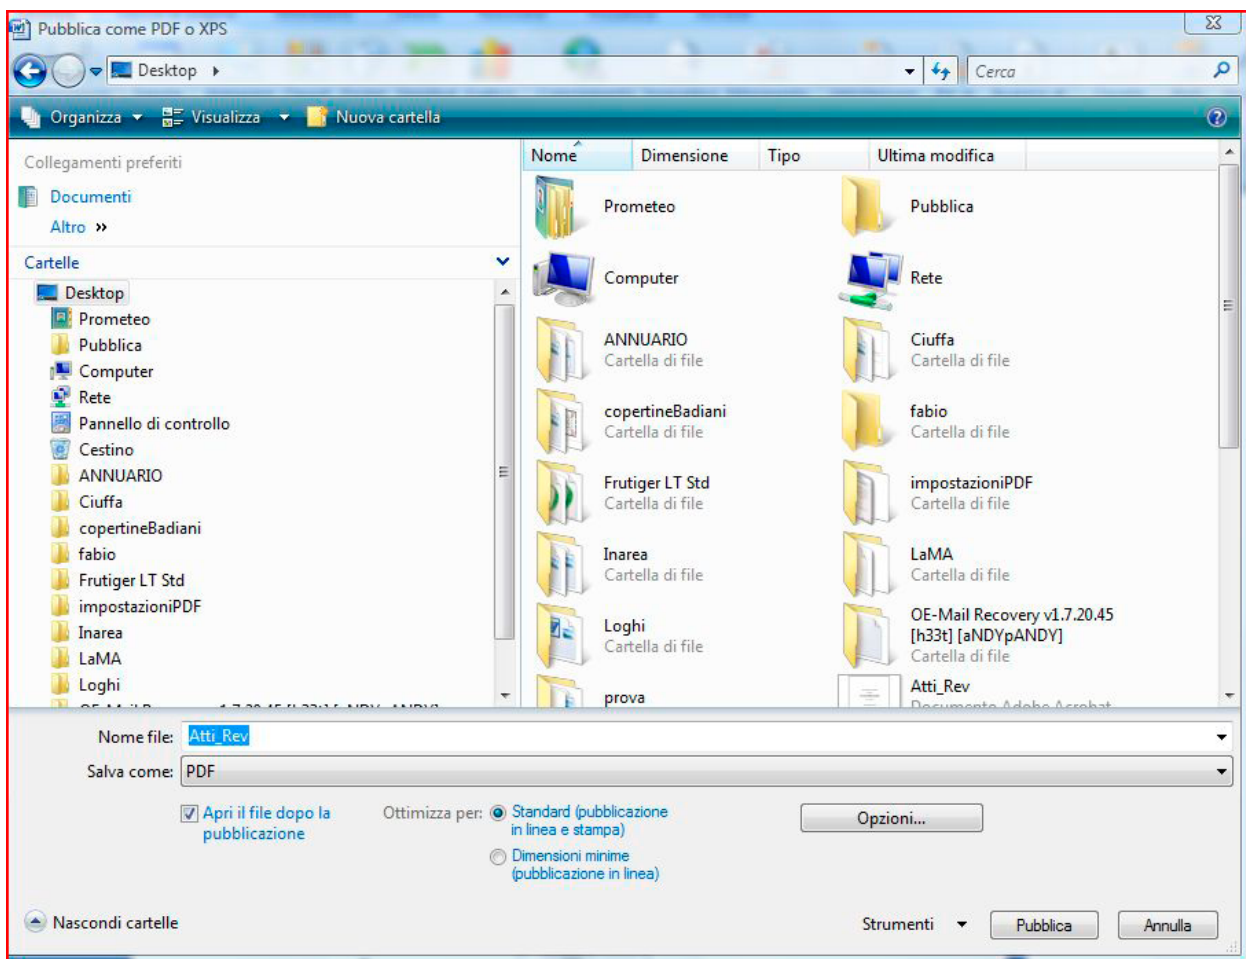 Pubblica come PDF o XPS
Desktop
Cerca
Organizza
Visualizza
Nuova cartella
Collegamenti preferiti
Documenti
Altro »
Cartelle
Desktop
Prometeo
Pubblica
Computer
Rete
Pannello di controllo
Cestino
ANNUARIO
Ciuffa
copertineBadiani
fabio
Frutiger LT Std
impostazioniPDF
Inarea
LaMA
Loghi
Nome
Dimensione
Tipo
Ultima modifica
Prometeo
Pubblica
Computer
Rete
ANNUARIO
Cartella di file
Ciuffa
Cartella di file
copertineBadiani
Cartella di file
fabio
Cartella di file
Frutiger LT Std
Cartella di file
impostazioniPDF
Cartella di file
Inarea
Cartella di file
LaMA
Cartella di file
Loghi
Cartella di file
OE-Mail Recovery v1.7.20.45
[h33t] [aNDYpANDY]
Cartella di file
prova
Atti_Rev
Documento Adobe Acrobat
Nome file: Atti_Rev
Salva come: PDF
Apri il file dopo la
pubblicazione
Ottimizza per:
Standard (pubblicazione
in linea e stampa)
Dimensioni minime
(pubblicazione in linea)
Opzioni...
Nascondi cartelle
Strumenti
Pubblica
Annulla